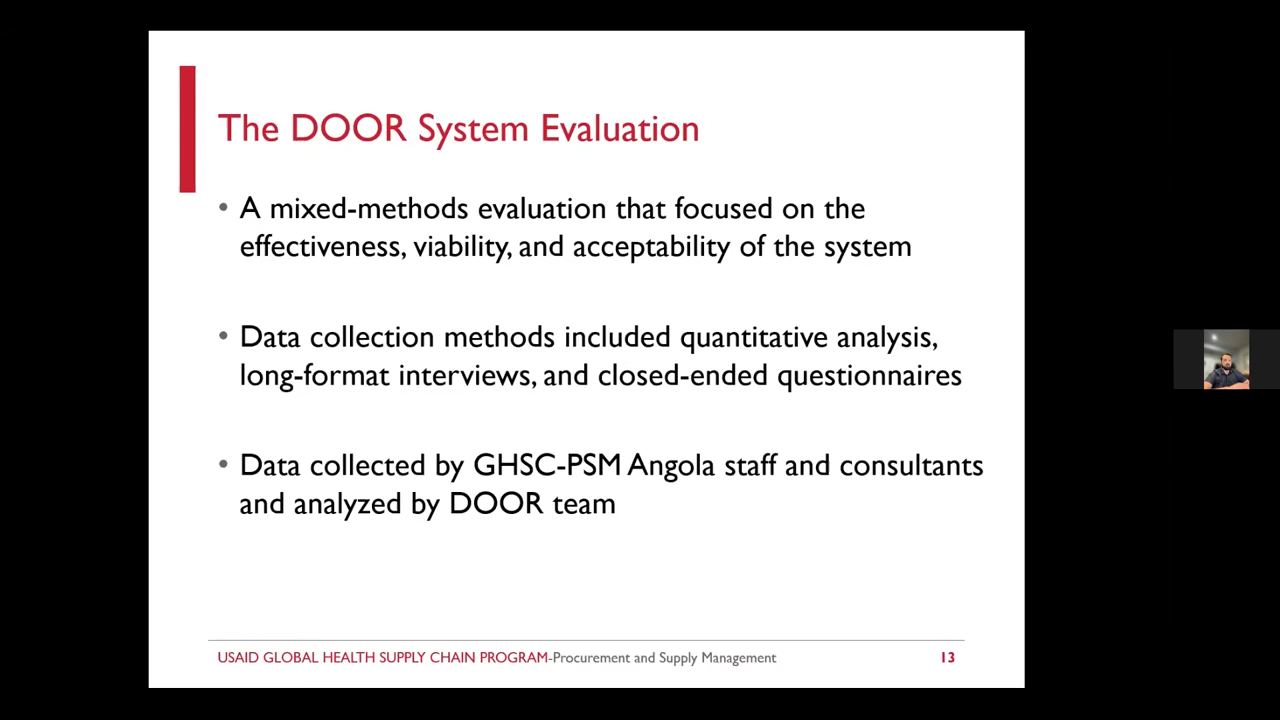 The DOOR System Evaluation
• A mixed-methods evaluation that focused on the
effectiveness, viability, and acceptability of the system
• Data collection methods included quantitative analysis,
long-format interviews, and closed-ended questionnaires
• Data collected by GHSC-PSM Angola staff and consultants
and analyzed by DOOR team
USAID GLOBAL HEALTH SUPPLY CHAIN PROGRAM-Procurement and Supply Management 13